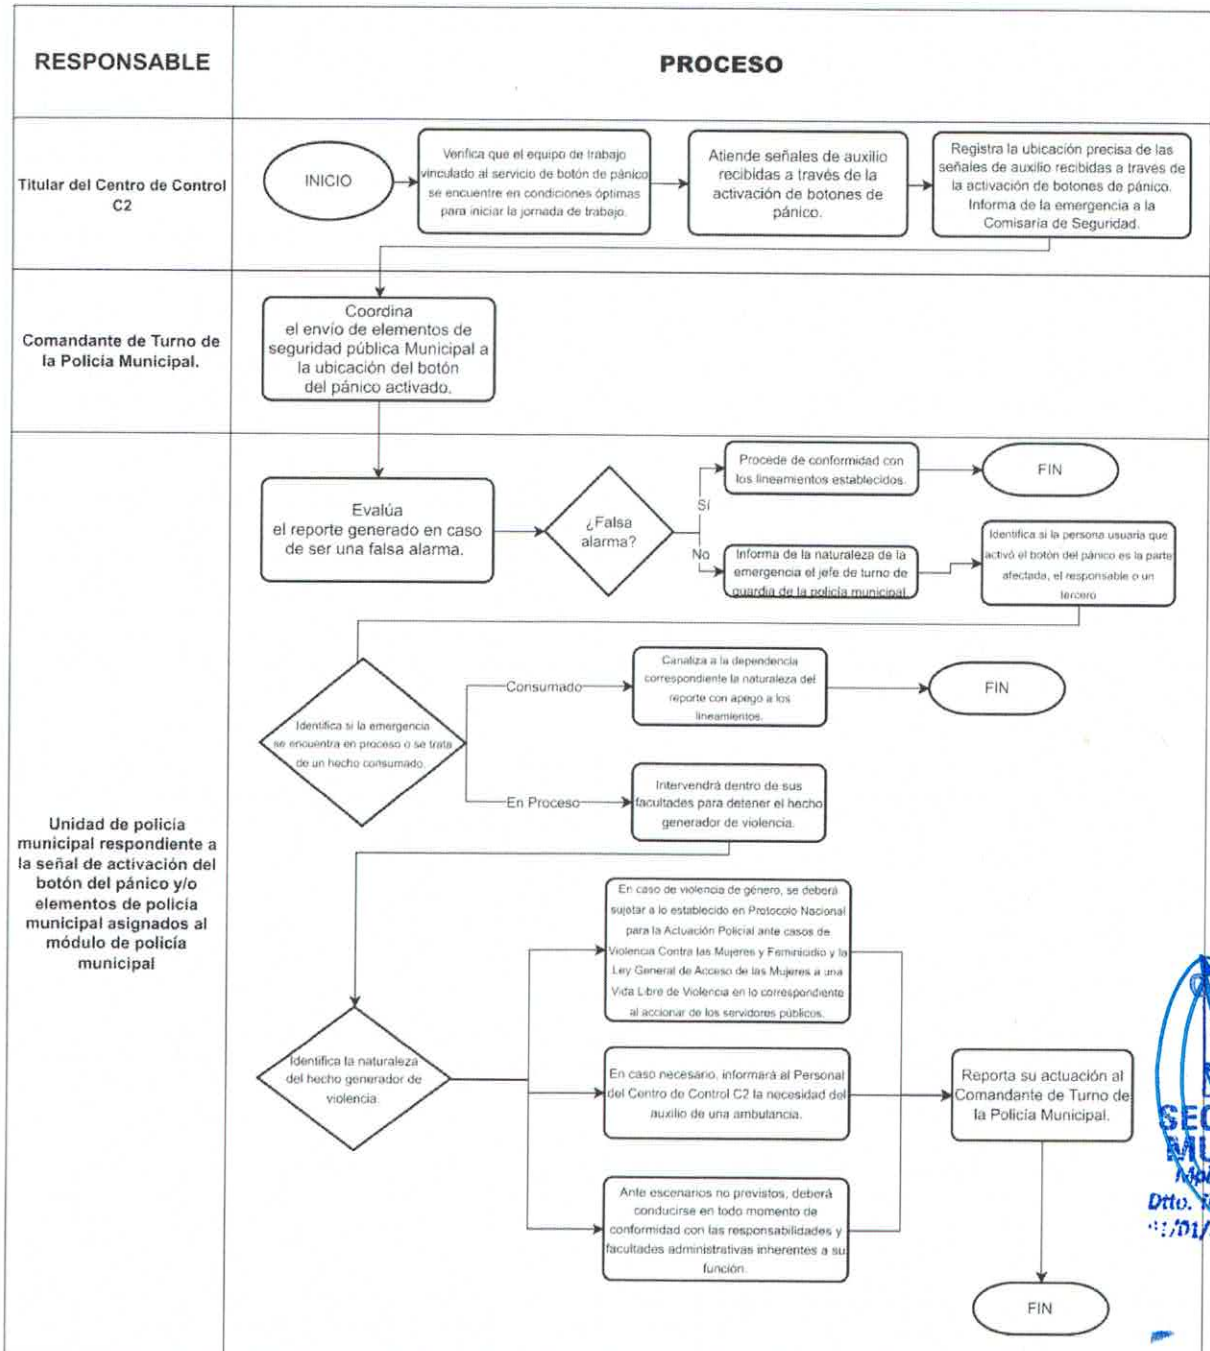 RESPONSABLE
PROCESO
Titular del Centro de Control
C2
INICIO
Verifica que el equipo de trabajo
vinculado al servicio de botón de pánico
se encuentre en condiciones óptimas
para iniciar la jornada de trabajo.
Atiende señales de auxilio
recibidas a través de la
activación de botones de
pánico.
Registra la ubicación precisa de las
señales de auxilio recibidas a traves de
la activación de botones de pánico.
Informa de la emergencia a la
Comisaría de Seguridad.
Comandante de Turno de
la Policía Municipal.
Coordina
el envío de elementos de
seguridad pública Municipal a
la ubicación del botón
del pánico activado.
Unidad de policía
municipal respondiente a
la señal de activación del
botón del pánico y/o
elementos de policía
municipal asignados al
módulo de policía
municipal
Evalúa
el reporte generado en caso
de ser una falsa alarma.
¿Falsa
alarma?
Sí
Procede de conformidad con
los lineamientos establecidos.
FIN
No
Informa de la naturaleza de la
emergencia el jefe de turno de
guardia de la policía municipal
Identifica si la persona usuaria que
activó el botón del pánico es la parte
afectada, el responsable o un
tercero
Identifica si la emergencia
se encuentra en proceso o se trata
de un hecho consumado.
Consumado
Canaliza a la dependencia
correspondiente la naturaleza del
reporte con apego a los
lineamientos.
FIN
En Proceso
Intervendrá dentro de sus
facultades para detener el hecho
generador de violencia.
Identifica la naturaleza
del hecho generador de
violencia.
En caso de violencia de género, se deberá
sujetar a lo establecido en Protocolo Nacional
para la Actuación Policial ante casos de
Violencia Contra las Mujeres y Feminicidio y la
Ley General de Acceso de las Mujeres a una
Vida Libre de Violencia en lo correspondiente
al accionar de los servidores públicos.
En caso necesario, informará al Personal
del Centro de Control C2 la necesidad del
auxilio de una ambulancia.
Ante escenarios no previstos, deberá
conducirse en todo momento de
conformidad con las responsabilidades y
facultades administrativas inherentes a su
función.
Reporta su actuación al
Comandante de Turno de
la Policía Municipal.
FIN
Dtto.